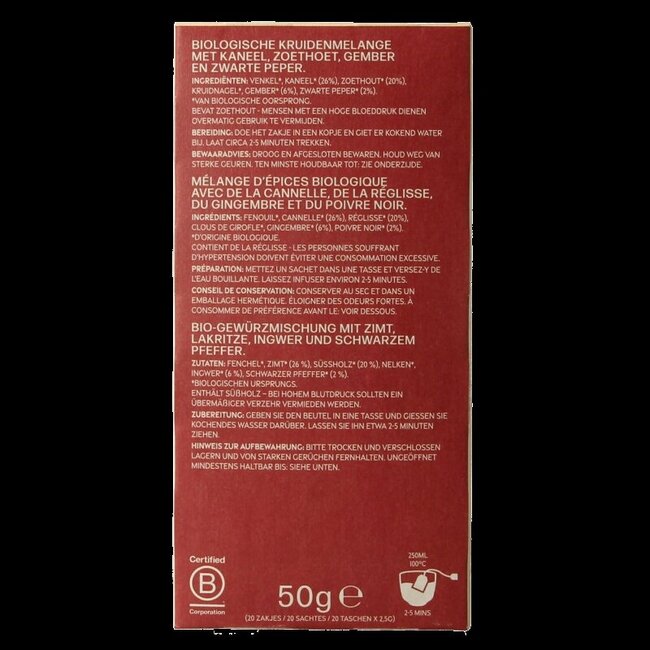 BIOLOGISCHE KRUIDENMELANGE
MET KANEEL, ZOETHOET, GEMBER
EN ZWARTE PEPER.
INGREDIËNTEN: VENKEL*, KANEEL* (26%), ZOETHOUT* (20%),
KRUIDNAGEL*, GEMBER* (6%), ZWARTE PEPER* (2%).
*VAN BIOLOGISCHE OORSPRONG.
BEVAT ZOETHOUT - MENSEN MET EEN HOGE BLOEDDRUK DIENEN
OVERMATIG GEBRUIK TE VERMIJDEN.
BEREIDING: DOE HET ZAKJE IN EEN KOPJE EN GIET ER KOKEND WATER
BIJ. LAAT CIRCA 2-5 MINUTEN TREKKEN.
BEWAARADVIES: DROOG EN AFGESLOTEN BEWAREN. HOUD WEG VAN
STERKE GEUREN. TEN MINSTE HOUDBAAR TOT: ZIE ONDERZIJDE.
MÉLANGE D'ÉPICES BIOLOGIQUE
AVEC DE LA CANNELLE, DE LA RÉGLISSE,
DU GINGEMBRE ET DU POIVRE NOIR.
INGRÉDIENTS: FENOUIL*, CANNELLE* (26%), RÉGLISSE* (20%),
CLOUS DE GIROFLE*, GINGEMBRE* (6%), POIVRE NOIR* (2%).
*D'ORIGINE BIOLOGIQUE.
CONTIENT DE LA RÉGLISSE - LES PERSONNES SOUFFRANT
D'HYPERTENSION DOIVENT ÉVITER UNE CONSOMMATION EXCESSIVE.
PRÉPARATION: METTEZ UN SACHET DANS UNE TASSE ET VERSEZ-Y DE
L'EAU BOUILLANTE. LAISSEZ INFUSER ENVIRON 2-5 MINUTES.
CONSEIL DE CONSERVATION: CONSERVER AU SEC ET DANS UN
EMBALLAGE HERMÉTIQUE. ÉLOIGNER DES ODEURS FORTES. À
CONSOMMER DE PRÉFÉRENCE AVANT LE: VOIR DESSOUS.
BIO-GEWÜRZMISCHUNG MIT ZIMT,
LAKRITZE, INGWER UND SCHWARZEM
PFEFFER.
ZUTATEN: FENCHEL*, ZIMT* (26 %), SÜSSHOLZ* (20 %), NELKEN*,
INGWER* (6 %), SCHWARZER PFEFFER* (2 %).
*BIOLOGISCHEN URSPRUNGS.
ENTHÄLT SÜßHOLZ – BEI HOHEM BLUTDRUCK SOLLTEN EIN
ÜBERMÄßIGER VERZEHR VERMIEDEN WERDEN.
ZUBEREITUNG: GEBEN SIE DEN BEUTEL IN EINE TASSE UND GIESSEN SIE
KOCHENDES WASSER DARÜBER. LASSEN SIE IHN ETWA 2-5 MINUTEN
ZIEHEN.
HINWEIS ZUR AUFBEWAHRUNG: BITTE TROCKEN UND VERSCHLOSSEN
LAGERN UND VON STARKEN GERÜCHEN FERNHALTEN. UNGEÖFFNET
MINDESTENS HALTBAR BIS: SIEHE UNTEN.
Certified
B
Corporation
50g e
(20 ZAKJES / 20 SACHTES / 20 TASCHEN X 2,5G)
250ML
100°C
2-5 MINS